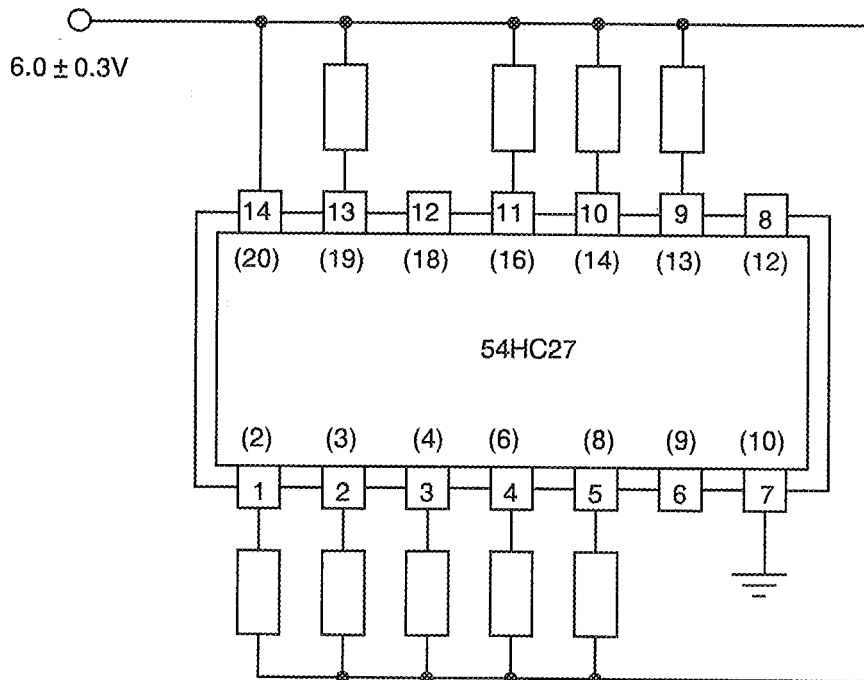 6.0 ± 0.3V
14 13 12 11 10 9 8
(20) (19) (18) (16) (14) (13) (12)
54HC27
(2) (3) (4) (6) (8) (9) (10)
1 2 3 4 5 6 7